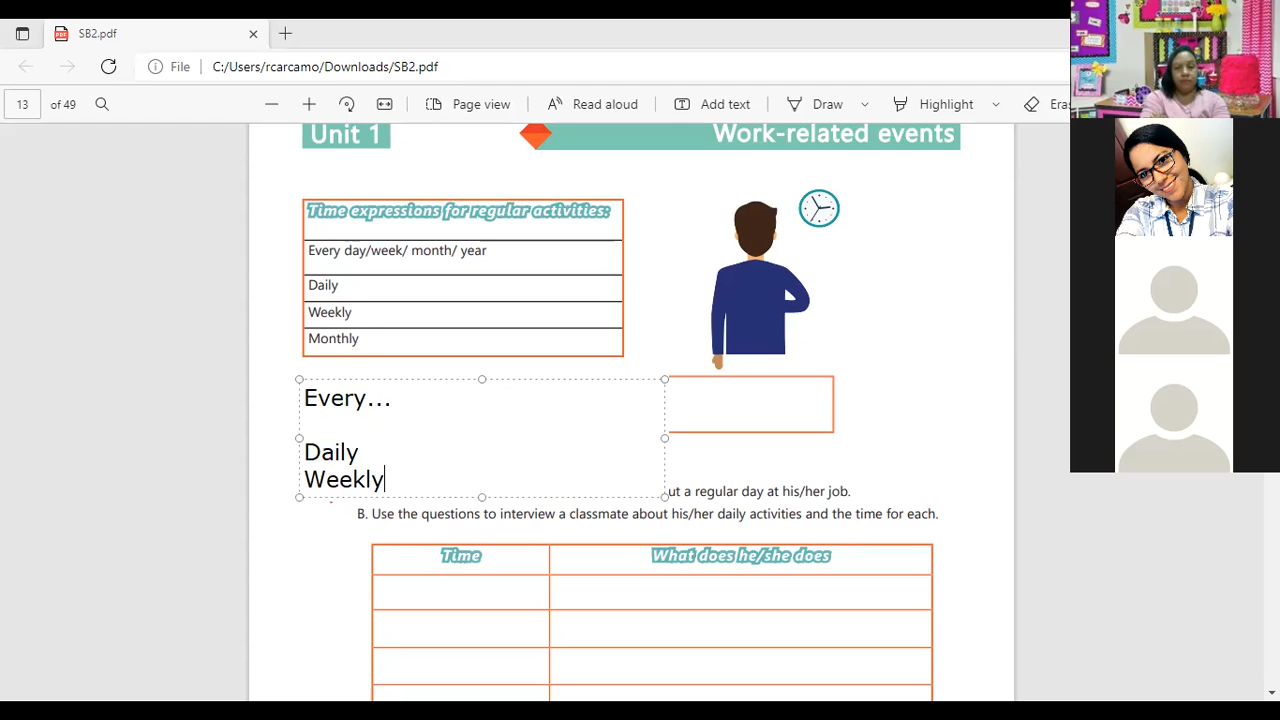 SB2.pdf
File
C:/Users/rcarcamo/Downloads/SB2.pdf
13 of 49
Page view
Read aloud
Add text
Draw
Highlight
Eras
Unit 1
Work-related events
Time expressions for regular activities:
Every day/week/ month/ year
Daily
Weekly
Monthly
Every...
Daily
Weekly
ut a regular day at his/her job.
B. Use the questions to interview a classmate about his/her daily activities and the time for each.
Time
What does he/she does